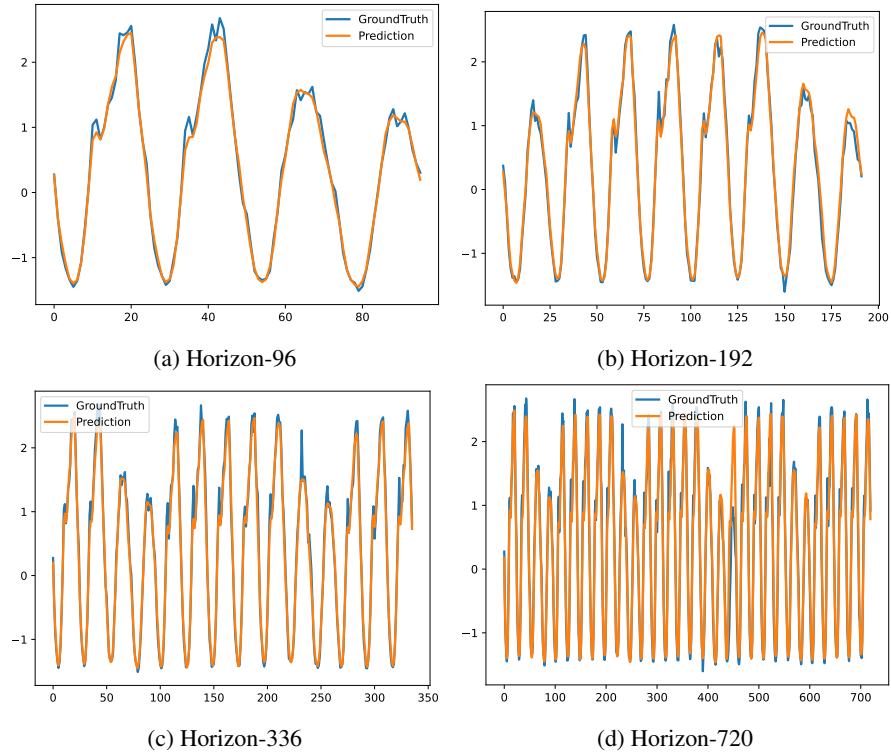 GroundTruth
Prediction
2
1
0
−1
0 20 40 60 80
(a) Horizon-96
GroundTruth
Prediction
2
1
0
−1
0 25 50 75 100 125 150 175 200
(b) Horizon-192
GroundTruth
Prediction
2
1
0
−1
0 50 100 150 200 250 300 350
(c) Horizon-336
GroundTruth
Prediction
2
1
0
−1
0 100 200 300 400 500 600 700
(d) Horizon-720